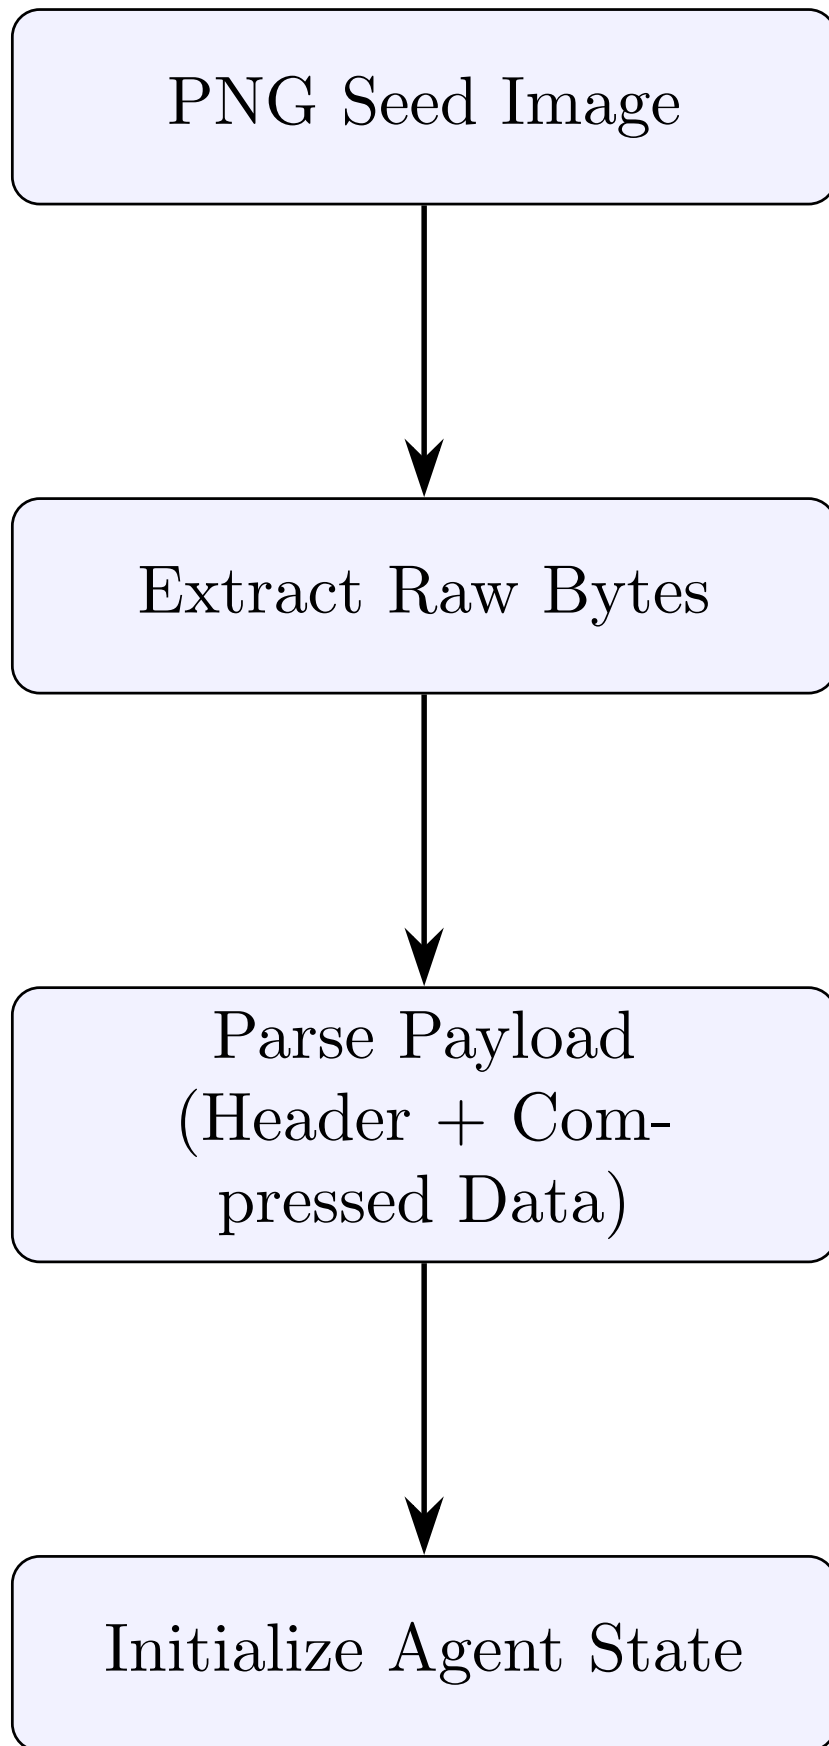 PNG Seed Image
Extract Raw Bytes
Parse Payload
(Header + Com-
pressed Data)
Initialize Agent State